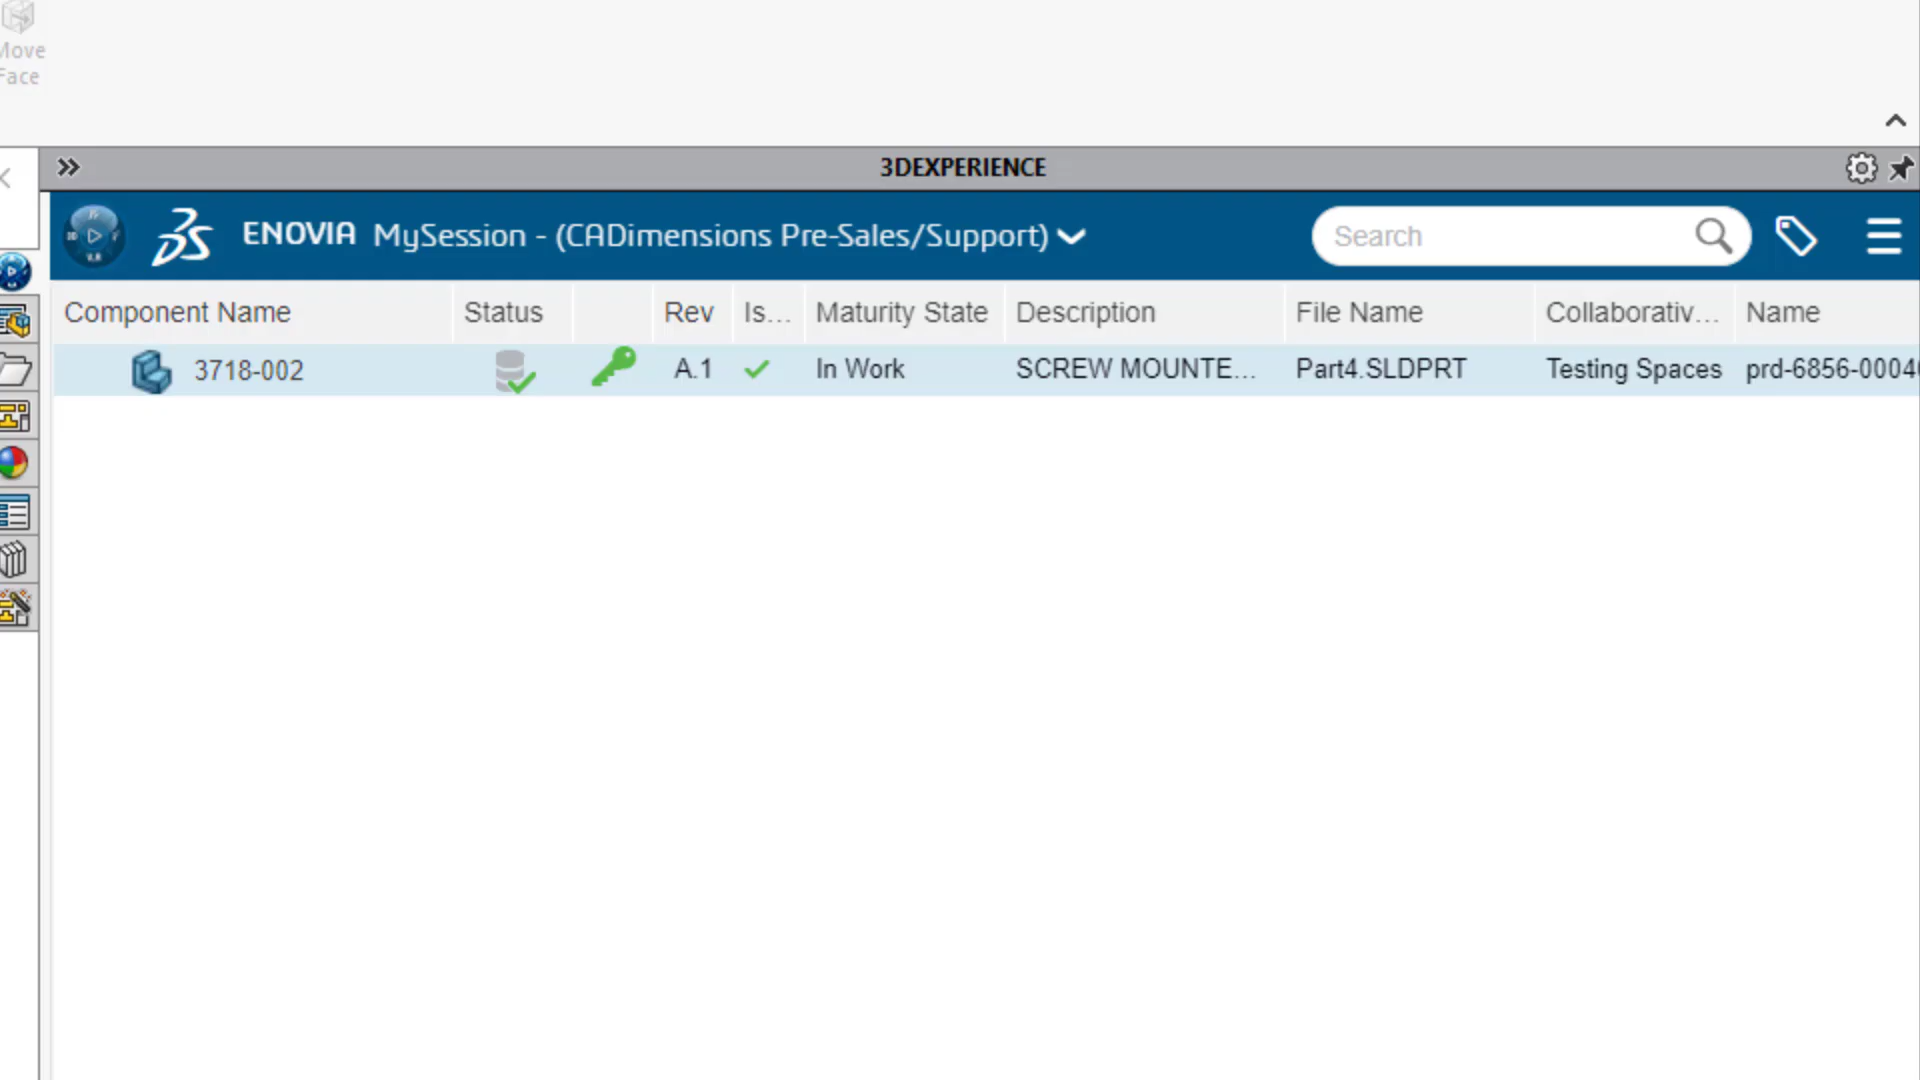 Move
Face
3DEXPERIENCE
ENOVIA MySession - (CADimensions Pre-Sales/Support)
Search
Component Name Status Rev Is... Maturity State Description File Name Collaborativ... Name
3718-002 A.1 In Work SCREW MOUNTE... Part4.SLDPRT Testing Spaces prd-6856-0004